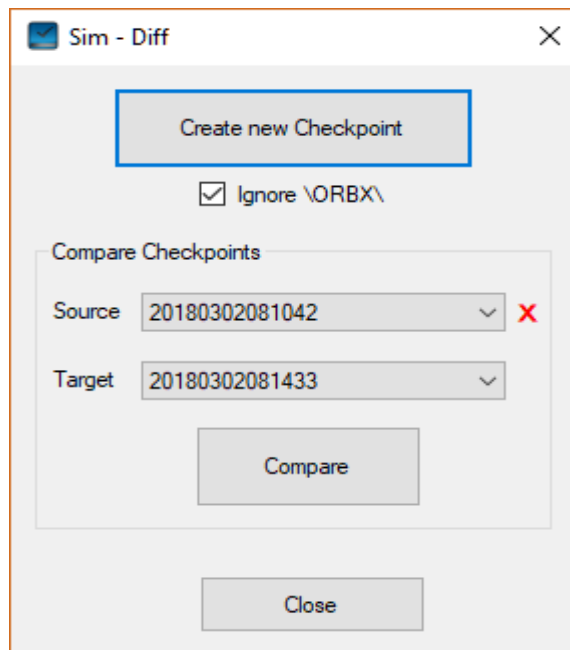 Sim - Diff
Create new Checkpoint
Ignore \ORBX\
Compare Checkpoints
Source 20180302081042 X
Target 20180302081433
Compare
Close